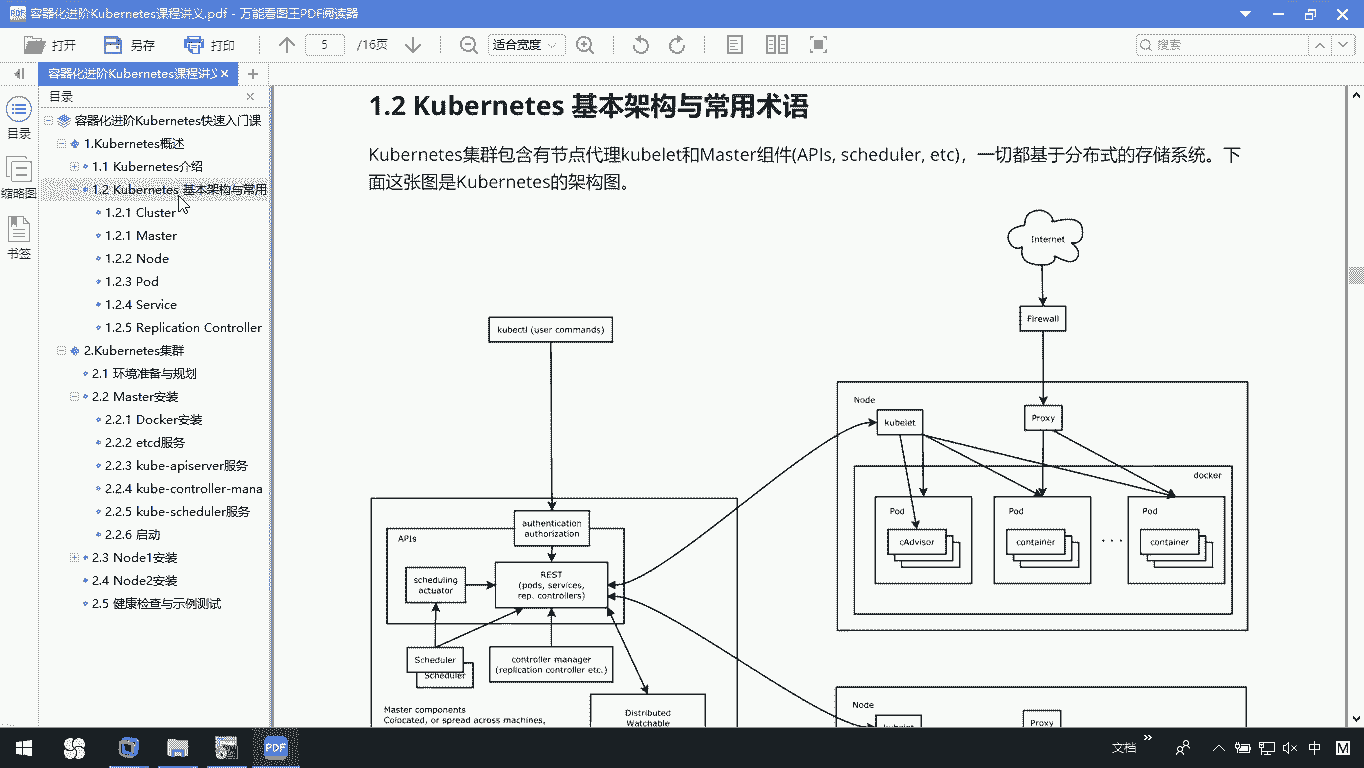 容器化进阶Kubernetes课程讲义.pdf - 万能看图王PDF阅读器
打开
另存
打印
5
/16页
适合宽度
搜索
容器化进阶Kubernetes课程讲义
目录
目录
缩略图
书签
容器化进阶Kubernetes快速入门课
1.Kubernetes概述
1.1 Kubernetes介绍
1.2 Kubernetes 基本架构与常用
1.2.1 Cluster
1.2.1 Master
1.2.2 Node
1.2.3 Pod
1.2.4 Service
1.2.5 Replication Controller
2.Kubernetes集群
2.1 环境准备与规划
2.2 Master安装
2.2.1 Docker安装
2.2.2 etcd服务
2.2.3 kube-apiserver服务
2.2.4 kube-controller-mana
2.2.5 kube-scheduler服务
2.2.6 启动
2.3 Node1安装
2.4 Node2安装
2.5 健康检查与示例测试
1.2 Kubernetes 基本架构与常用术语
Kubernetes集群包含有节点代理kubelet和Master组件(APIs, scheduler, etc)，一切都基于分布式的存储系统。下
面这张图是Kubernetes的架构图。
Internet
Firewall
kubectl (user commands)
Node
kubelet
Proxy
docker
Pod
Pod
Pod
cAdvisor
container
· · ·
container
authentication
authorization
APIs
scheduling
actuator
REST
(pods, services,
rep. controllers)
Scheduler
Scheduler
controller manager
(replication controller etc.)
Master components
Colocated, or spread across machines,
Distributed
Watchable
Node
kubelet
Proxy
PDF
文档
中
M